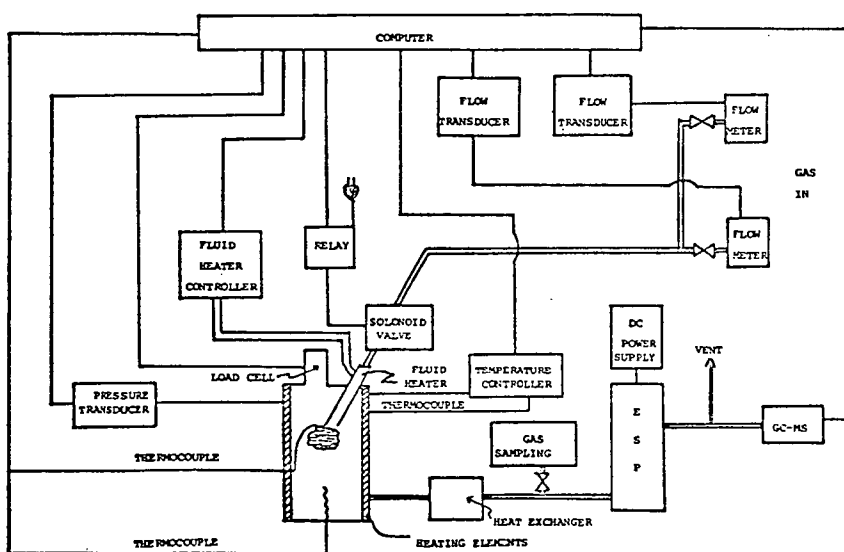 COMPUTER
FLOW
TRANSDUCER
FLOW
TRANSDUCER
FLOW
METER
GAS
IN
FLUID
HEATER
CONTROLLER
RELAY
FLOW
METER
SOLONOID
VALVE
DC
POWER
SUPPLY
VENT
LOAD CELL
FLUID
HEATER
TEMPERATURE
CONTROLLER
PRESSURE
TRANSDUCER
THERMOCOUPLE
E
S
P
GC-MS
GAS
SAMPLING
THERMOCOUPLE
HEAT EXCHANGER
THERMOCOUPLE
HEATING ELEMENTS